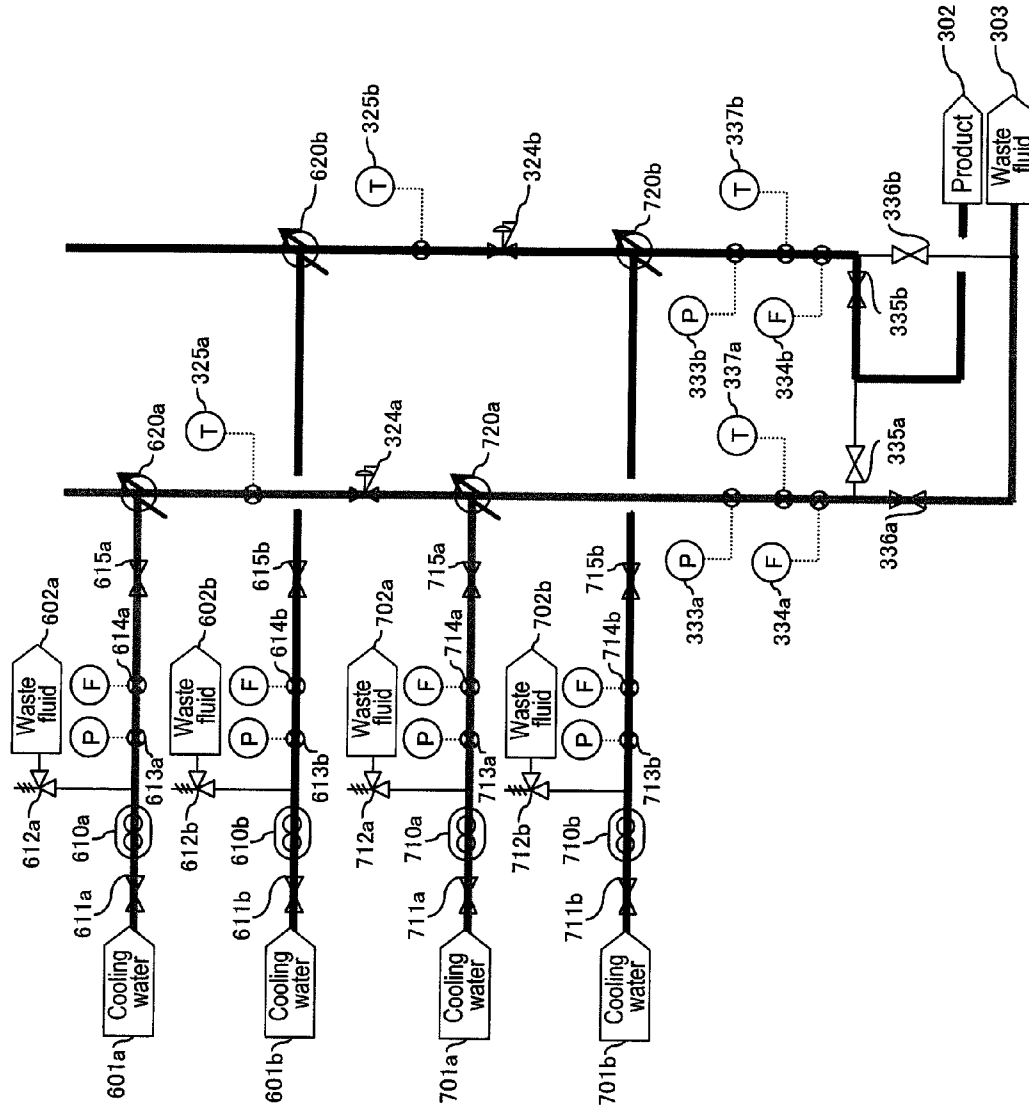 601a
Cooling
water
611a
610a
612a
602a
Waste
fluid
P
F
613a
614a
615a
620a
325a
T
601b
Cooling
water
611b
610b
612b
602b
Waste
fluid
P
F
613b
614b
615b
620b
325b
T
324a
324b
701a
Cooling
water
711a
710a
712a
702a
Waste
fluid
P
F
713a
714a
715a
720a
701b
Cooling
water
711b
710b
712b
702b
Waste
fluid
P
F
713b
714b
715b
720b
P
333a
F
334a
T
337a
335a
336a
P
333b
F
334b
T
337b
335b
336b
Product
302
Waste
fluid
303